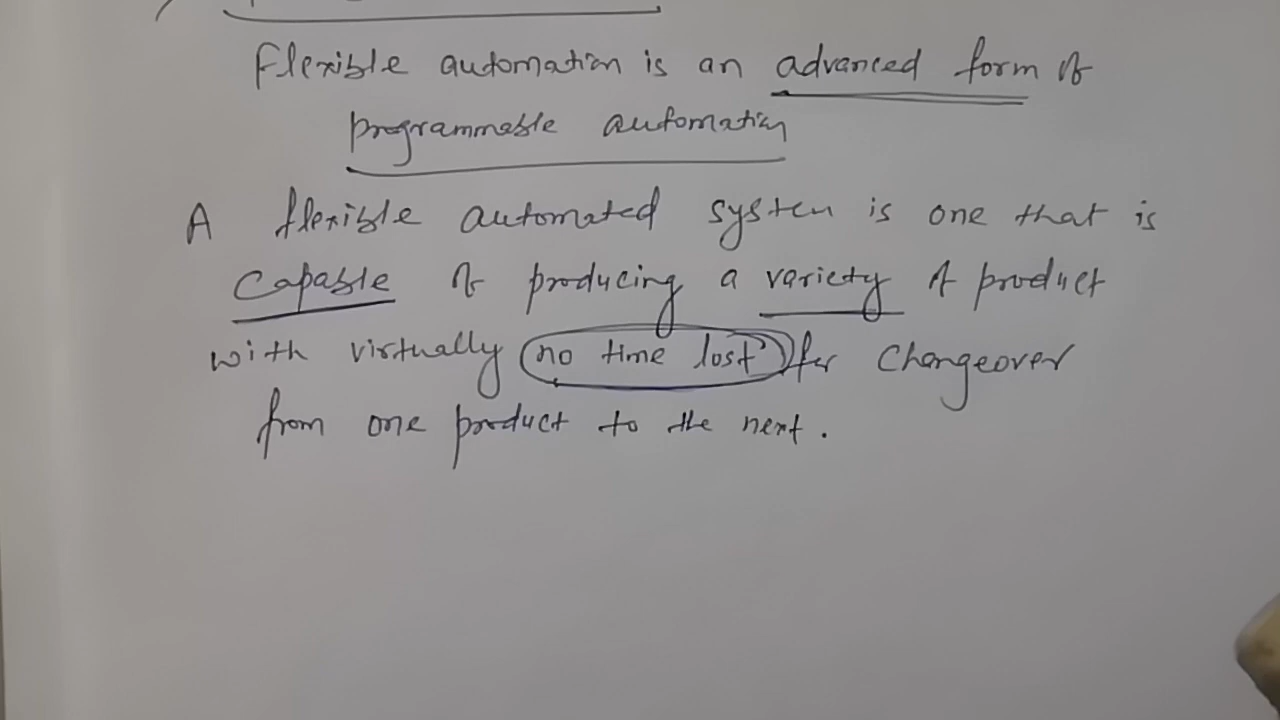 Flexible automation is an advanced form of
programmable automation
A flexible automated system is one that is
capable of producing a variety of product
with virtually no time lost for changeover
from one product to the next.